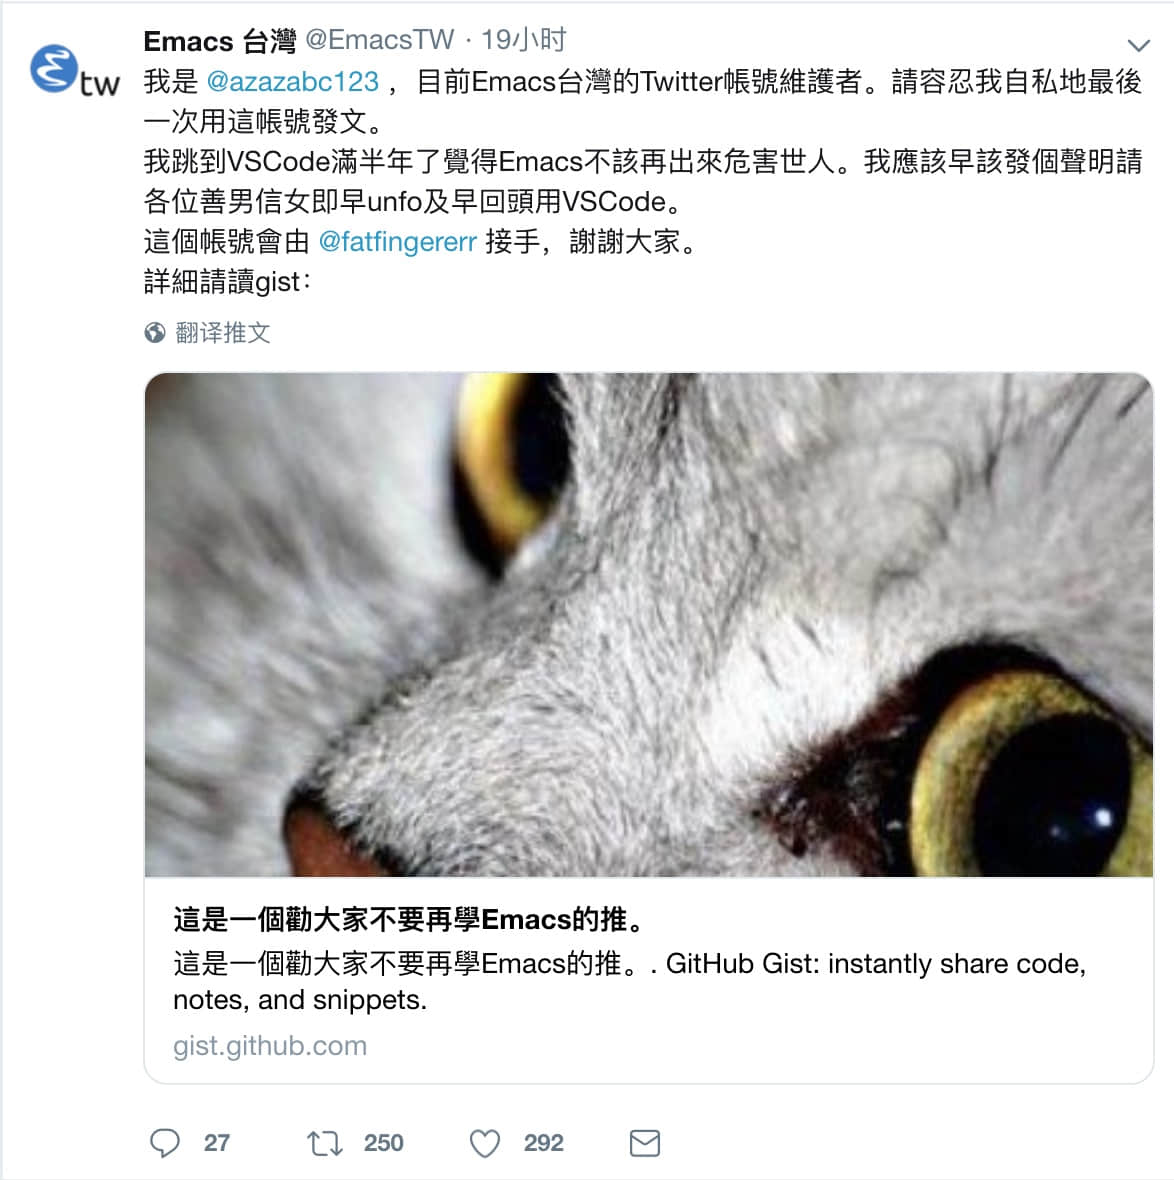 Emacs 台灣 @EmacsTW · 19小时
tw
我是 @azazabc123 ，目前Emacs台灣的Twitter帳號維護者。請容忍我自私地最後
一次用這帳號發文。
我跳到VSCode滿半年了覺得Emacs不該再出來危害世人。我應該早該發個聲明請
各位善男信女即早unfo及早回頭用VSCode。
這個帳號會由 @fatfingererr 接手，謝謝大家。
詳細請讀gist：
翻译推文
這是一個勸大家不要再學Emacs的推。
這是一個勸大家不要再學Emacs的推。. GitHub Gist: instantly share code,
notes, and snippets.
gist.github.com
27 250 292